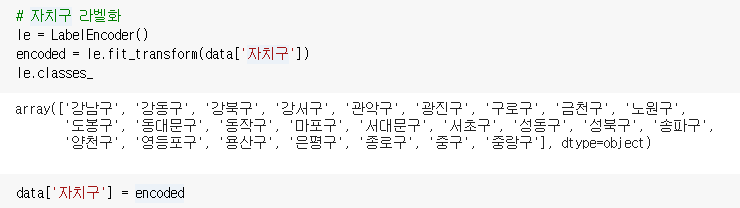 # 자치구 라벨화
le = LabelEncoder()
encoded = le.fit_transform(data['자치구'])
le.classes_
array(['강남구', '강동구', '강북구', '강서구', '관악구', '광진구', '구로구', '금천구', '노원구',
'도봉구', '동대문구', '동작구', '마포구', '서대문구', '서초구', '성동구', '성북구', '송파구',
'양천구', '영등포구', '용산구', '은평구', '종로구', '중구', '중랑구'], dtype=object)
data['자치구'] = encoded